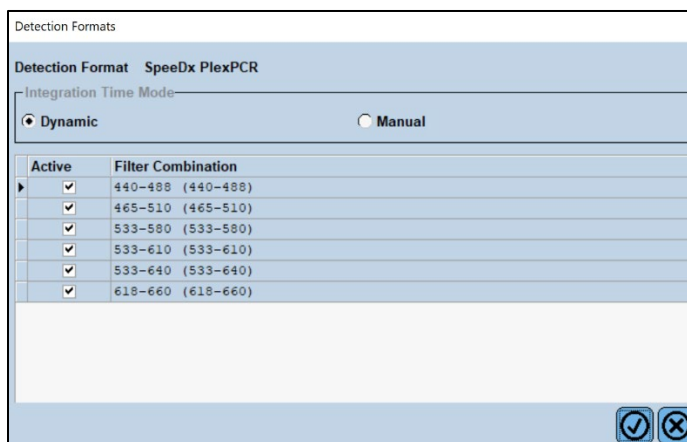 Detection Formats
Detection Format SpeeDx PlexPCR
Integration Time Mode
Dynamic Manual
Active Filter Combination
440-488 (440-488)
465-510 (465-510)
533-580 (533-580)
533-610 (533-610)
533-640 (533-640)
618-660 (618-660)